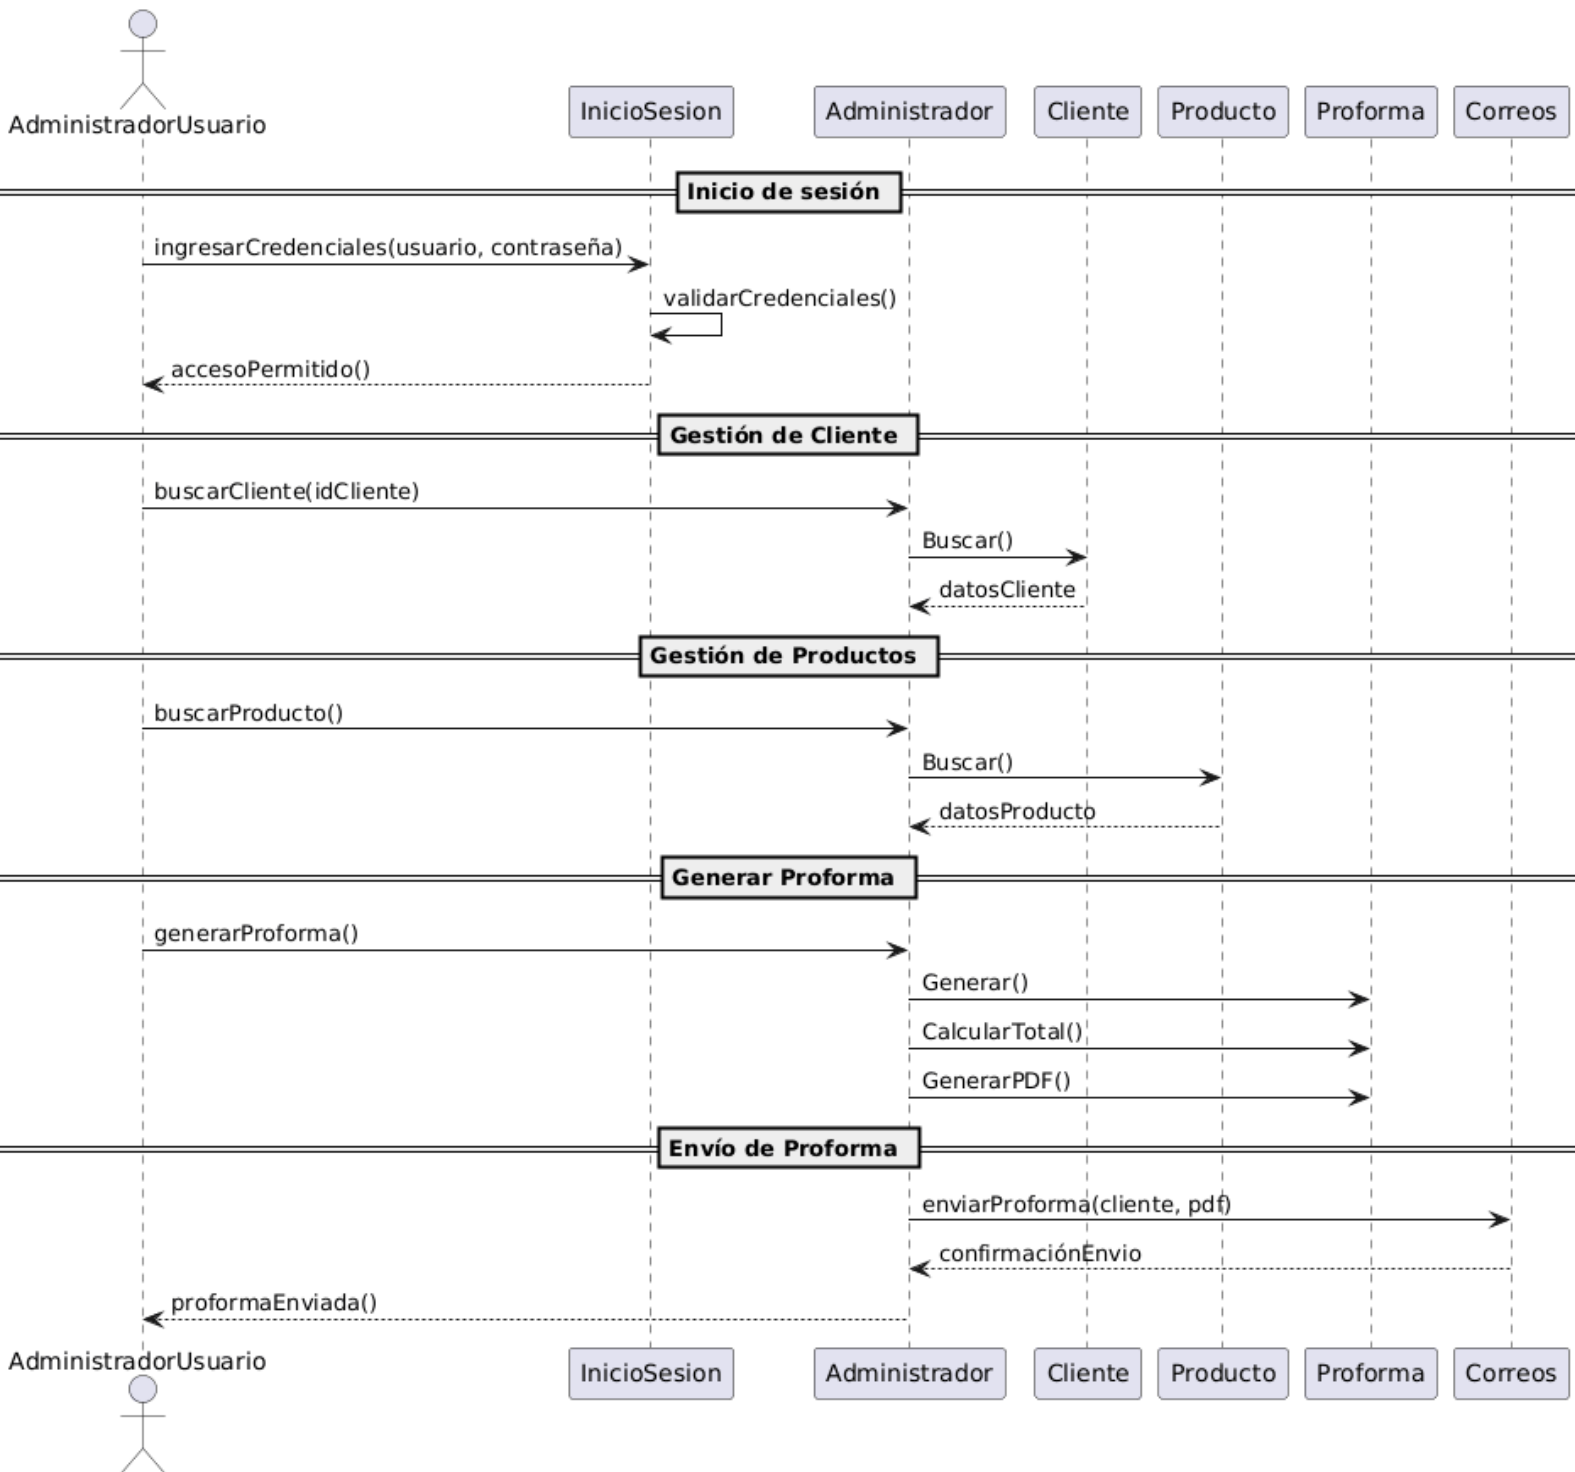 AdministradorUsuario
InicioSesion
Administrador
Cliente
Producto
Proforma
Correos
Inicio de sesión
ingresarCredenciales(usuario, contraseña)
validarCredenciales()
accesoPermitido()
Gestión de Cliente
buscarCliente(idCliente)
Buscar()
datosCliente
Gestión de Productos
buscarProducto()
Buscar()
datosProducto
Generar Proforma
generarProforma()
Generar()
CalcularTotal()
GenerarPDF()
Envío de Proforma
enviarProforma(cliente, pdf)
confirmaciónEnvio
proformaEnviada()
AdministradorUsuario
InicioSesion
Administrador
Cliente
Producto
Proforma
Correos